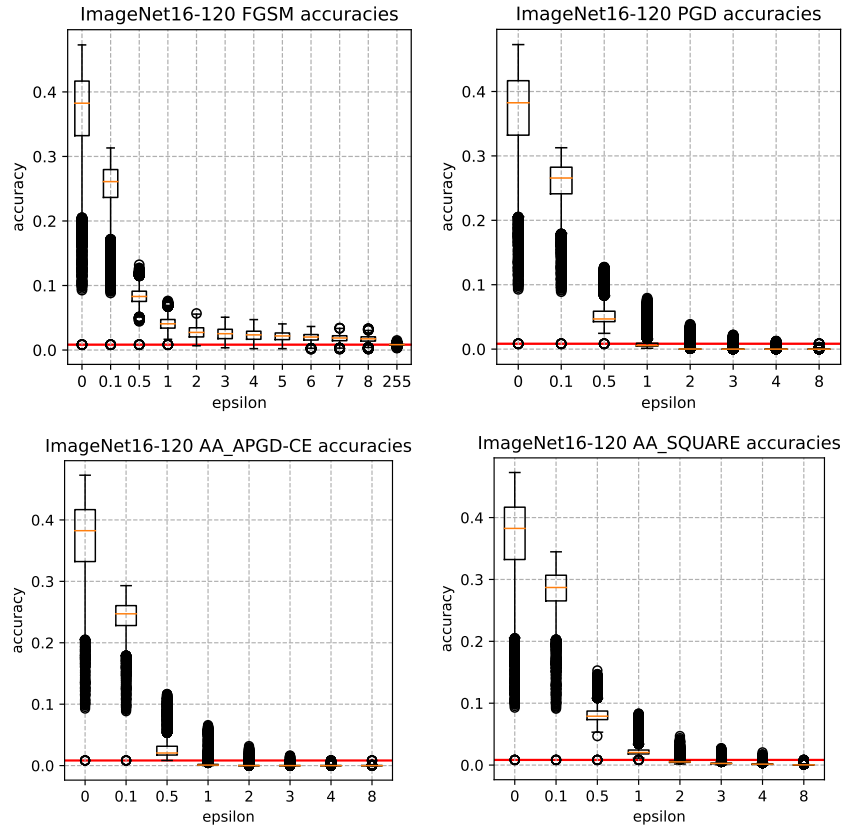 ImageNet16-120 FGSM accuracies
accuracy
0.4
0.3
0.2
0.1
0.0
0 0.1 0.5 1 2 3 4 5 6 7 8 255
epsilon
ImageNet16-120 PGD accuracies
accuracy
0.4
0.3
0.2
0.1
0.0
0 0.1 0.5 1 2 3 4 8
epsilon
ImageNet16-120 AA_APGD-CE accuracies
accuracy
0.4
0.3
0.2
0.1
0.0
0 0.1 0.5 1 2 3 4 8
epsilon
ImageNet16-120 AA_SQUARE accuracies
accuracy
0.4
0.3
0.2
0.1
0.0
0 0.1 0.5 1 2 3 4 8
epsilon